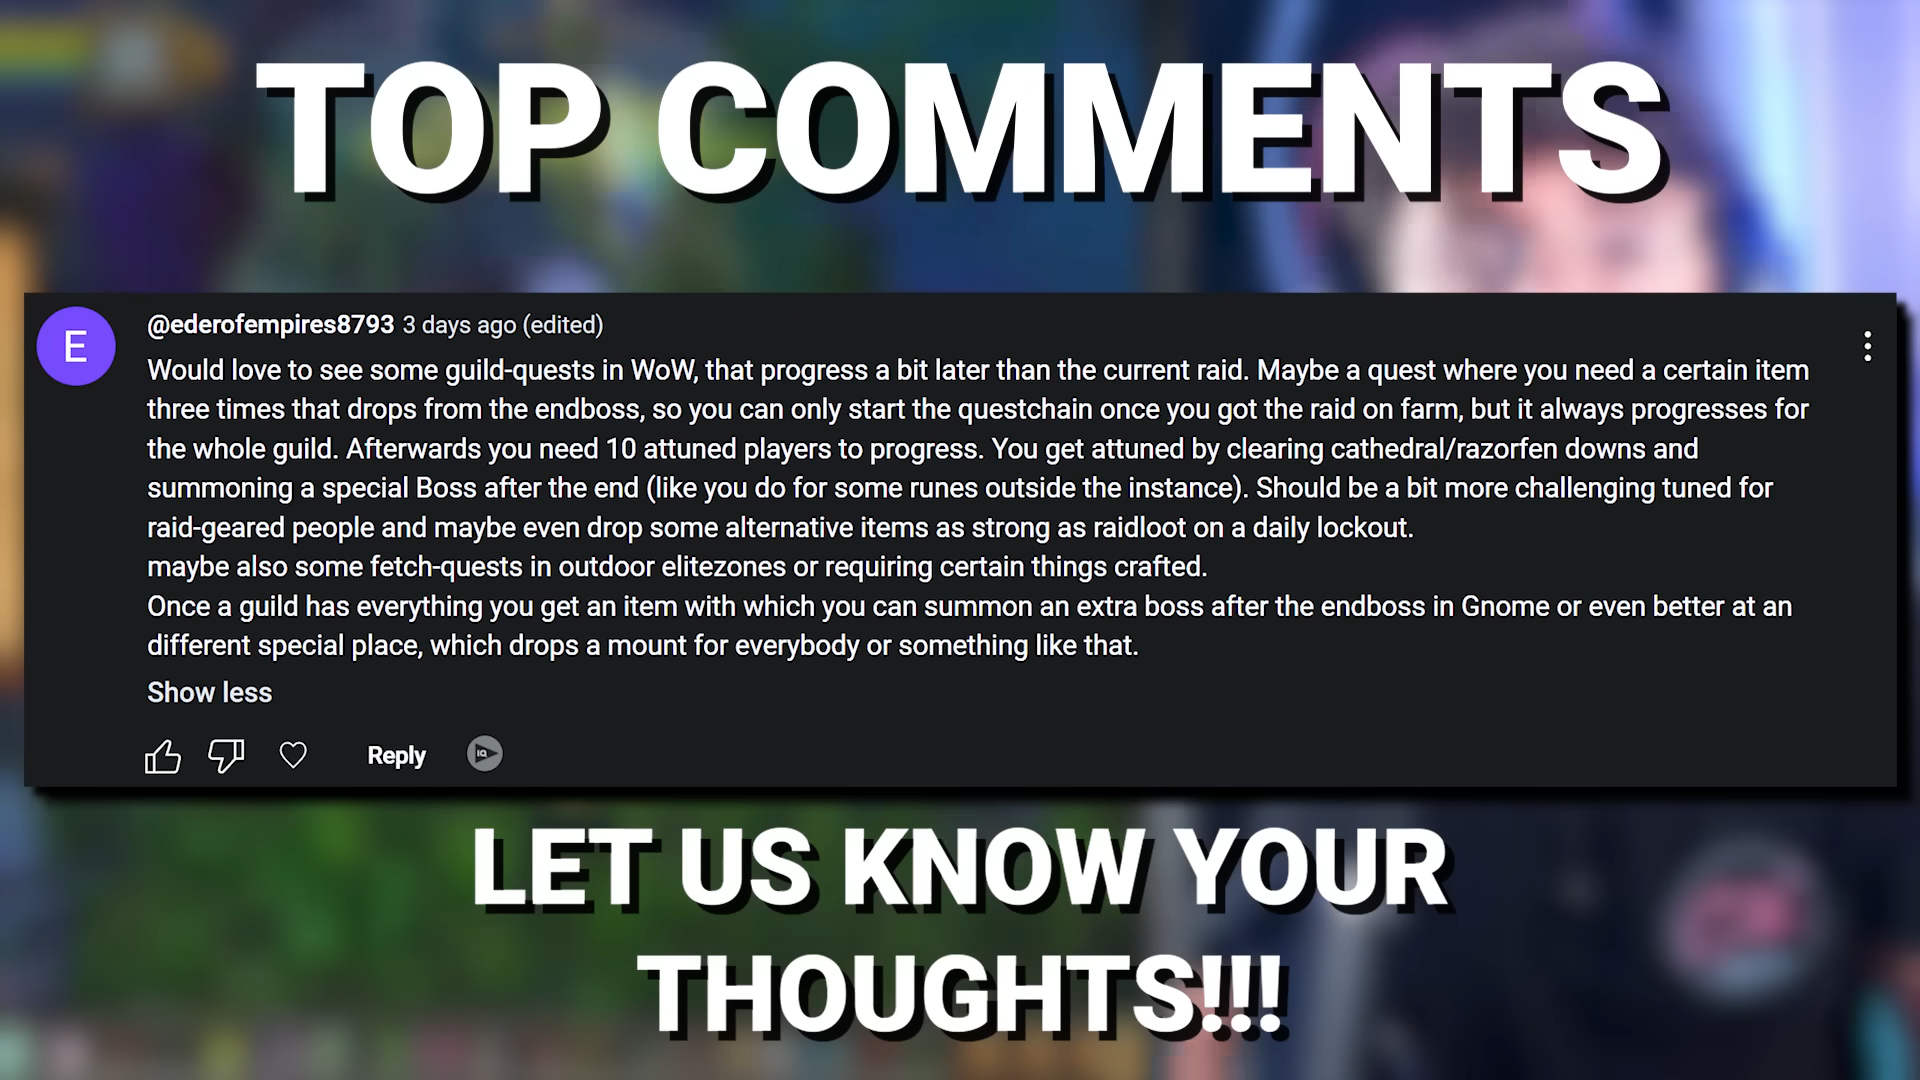 TOP COMMENTS
E
@ederofempires8793 3 days ago (edited)
Would love to see some guild-quests in WoW, that progress a bit later than the current raid. Maybe a quest where you need a certain item
three times that drops from the endboss, so you can only start the questchain once you got the raid on farm, but it always progresses for
the whole guild. Afterwards you need 10 attuned players to progress. You get attuned by clearing cathedral/razorfen downs and
summoning a special Boss after the end (like you do for some runes outside the instance). Should be a bit more challenging tuned for
raid-geared people and maybe even drop some alternative items as strong as raidloot on a daily lockout.
maybe also some fetch-quests in outdoor elitezones or requiring certain things crafted.
Once a guild has everything you get an item with which you can summon an extra boss after the endboss in Gnome or even better at an
different special place, which drops a mount for everybody or something like that.
Show less
Reply
IQ
LET US KNOW YOUR
THOUGHTS!!!